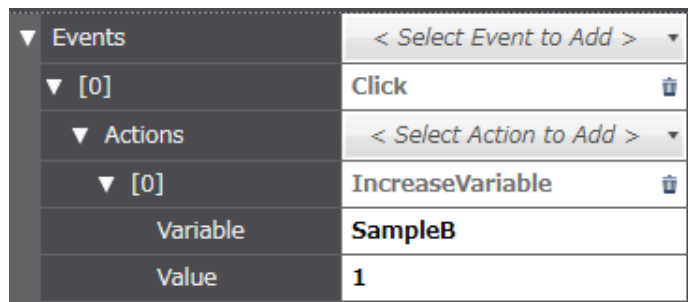 Events < Select Event to Add >
[0] Click
Actions < Select Action to Add >
[0] IncreaseVariable
Variable SampleB
Value 1